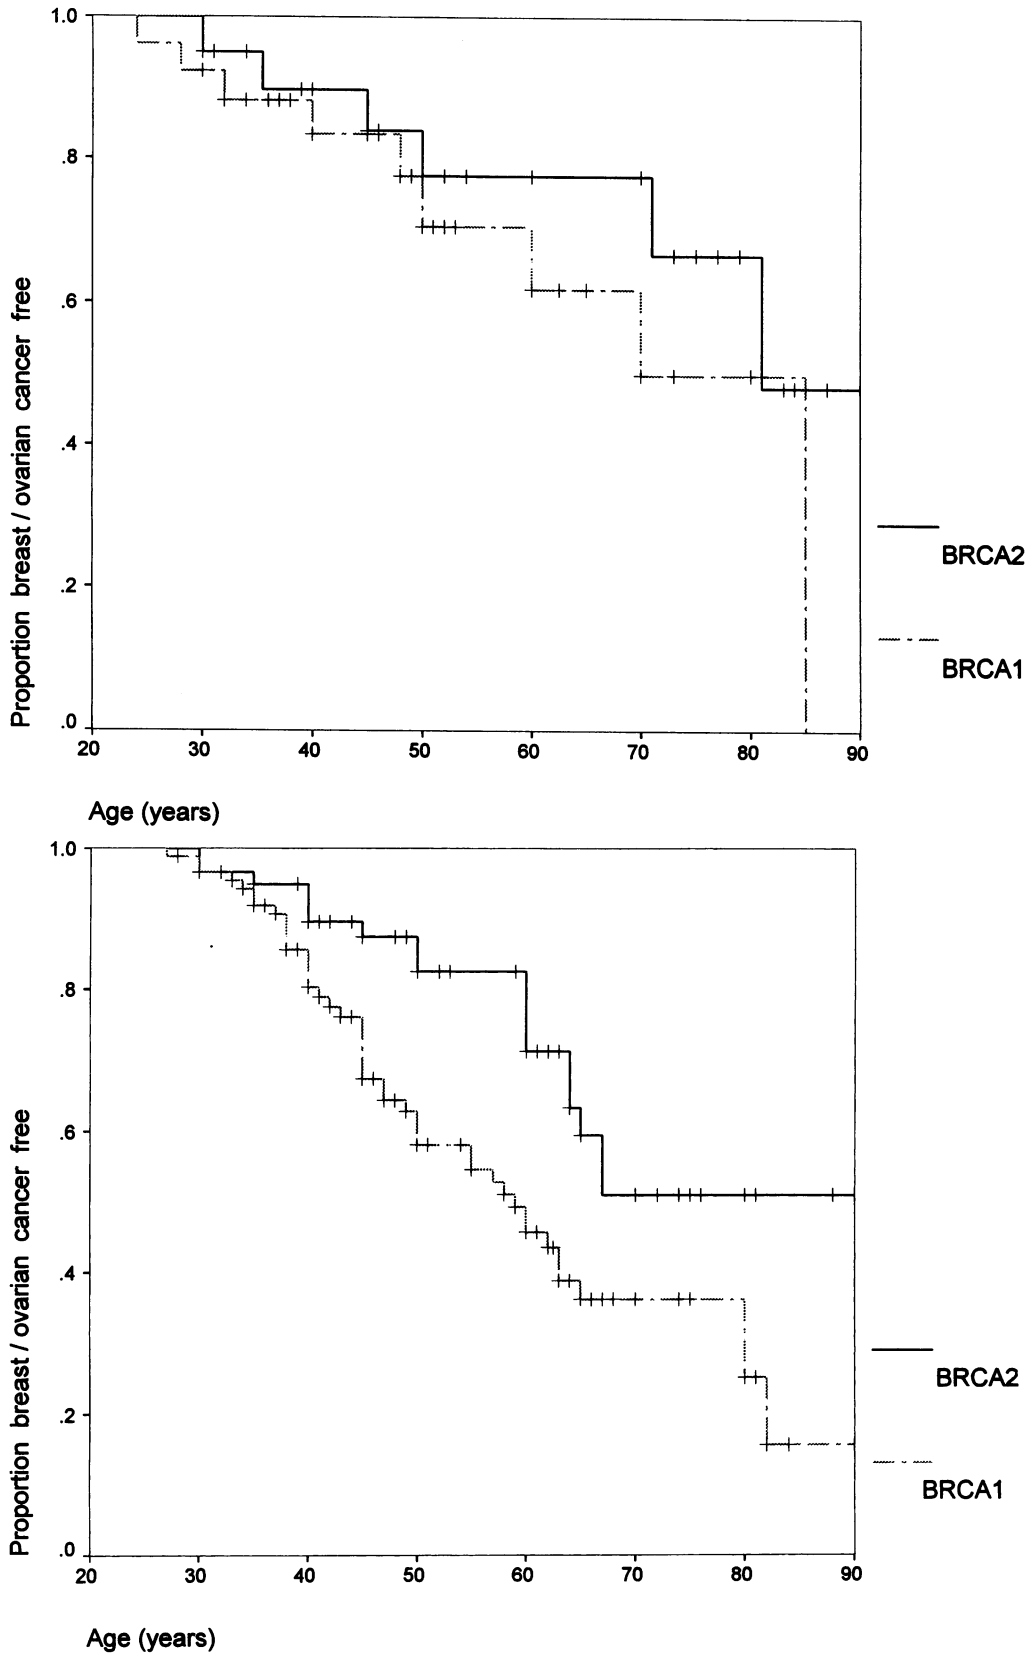 1.0
.8
.6
.4
.2
.0
Proportion breast / ovarian cancer free
20 30 40 50 60 70 80 90
Age (years)
BRCA2
BRCA1
1.0
.8
.6
.4
.2
.0
Proportion breast / ovarian cancer free
20 30 40 50 60 70 80 90
Age (years)
BRCA2
BRCA1